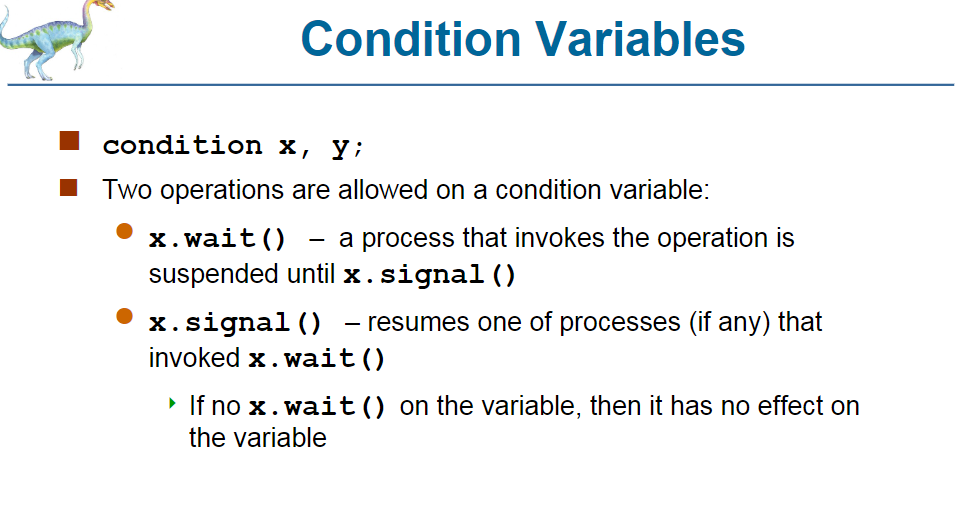 Condition Variables
condition x, y;
Two operations are allowed on a condition variable:
x.wait() – a process that invokes the operation is
suspended until x.signal()
x.signal() – resumes one of processes (if any) that
invoked x.wait()
If no x.wait() on the variable, then it has no effect on
the variable